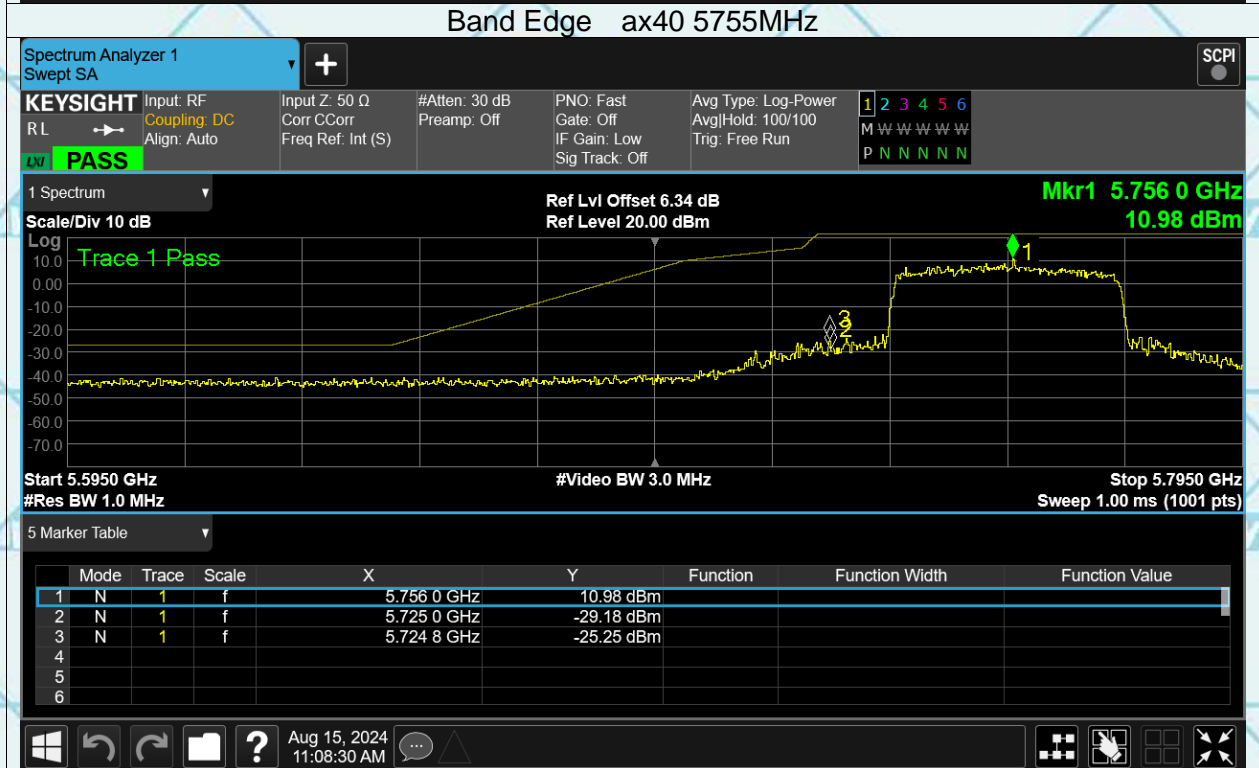 Band Edge ax40 5755MHz
Spectrum Analyzer 1
Swept SA
+
SCPI
KEYSIGHT
RL
LXI PASS
Input: RF
Coupling: DC
Align: Auto
Input Z: 50 Ω
Corr CCorr
Freq Ref: Int (S)
#Atten: 30 dB
Preamp: Off
PNO: Fast
Gate: Off
IF Gain: Low
Sig Track: Off
Avg Type: Log-Power
Avg|Hold: 100/100
Trig: Free Run
1 2 3 4 5 6
M W W W W W
P N N N N N
1 Spectrum
Scale/Div 10 dB
Ref Lvl Offset 6.34 dB
Ref Level 20.00 dBm
Mkr1 5.756 0 GHz
10.98 dBm
Log
Trace 1 Pass
10.0
0.00
-10.0
-20.0
-30.0
-40.0
-50.0
-60.0
-70.0
1
3
2
Start 5.5950 GHz
#Video BW 3.0 MHz
Stop 5.7950 GHz
#Res BW 1.0 MHz
Sweep 1.00 ms (1001 pts)
5 Marker Table
Mode Trace Scale X Y Function Function Width Function Value
1 N 1 f 5.756 0 GHz 10.98 dBm
2 N 1 f 5.725 0 GHz -29.18 dBm
3 N 1 f 5.724 8 GHz -25.25 dBm
4
5
6
?
Aug 15, 2024
11:08:30 AM